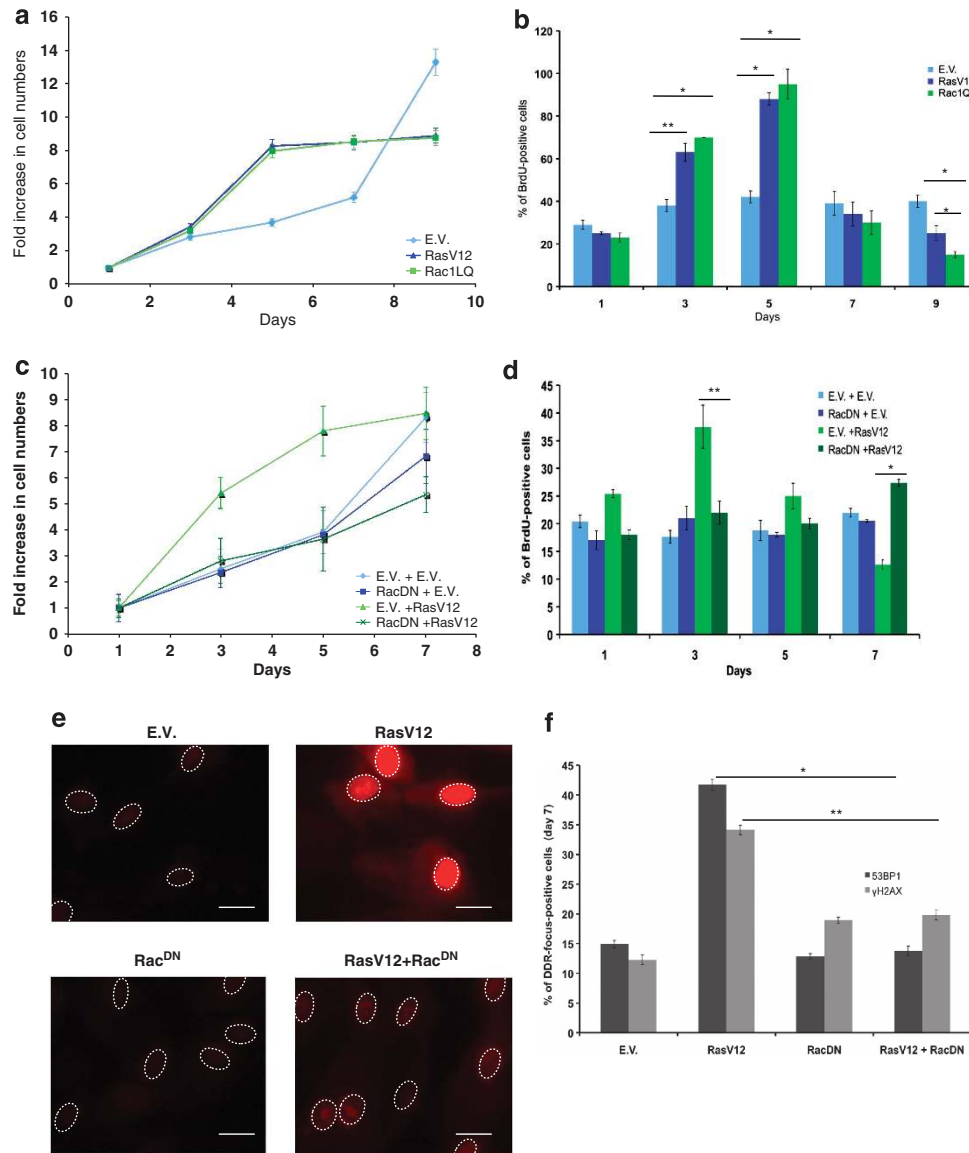 a
Fold increase in cell numbers
16
14
12
10
8
6
4
2
0
0 2 4 6 8 10
Days
E.V.
RasV12
Rac1LQ
b
% of BrdU-positive cells
120
100
80
60
40
20
0
1 3 5 7 9
Days
E.V.
RasV1
Rac1Q
**
*
*
*
*
*
c
Fold increase in cell numbers
10
9
8
7
6
5
4
3
2
1
0
0 1 2 3 4 5 6 7 8
Days
E.V. + E.V.
RacDN + E.V.
E.V. +RasV12
RacDN +RasV12
d
% of BrdU-positive cells
45
40
35
30
25
20
15
10
5
0
1 3 5 7
Days
E.V. + E.V.
RacDN + E.V.
E.V. +RasV12
RacDN +RasV12
**
*
e
E.V.
RasV12
RacDN
RasV12+RacDN
f
% of DDR-focus-positive cells (day 7)
50
45
40
35
30
25
20
15
10
5
0
E.V. RasV12 RacDN RasV12 + RacDN
53BP1
γH2AX
*
**